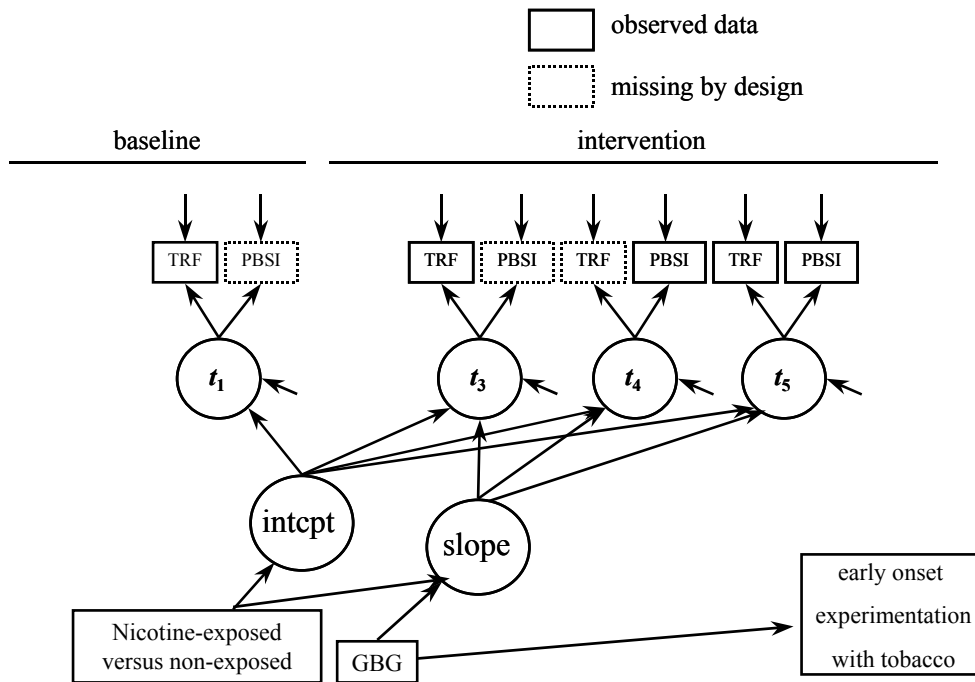 observed data
missing by design
baseline
intervention
TRF
PBSI
TRF
PBSI
TRF
PBSI
TRF
PBSI
t1
t3
t4
t5
intcpt
slope
Nicotine-exposed
versus non-exposed
GBG
early onset
experimentation
with tobacco